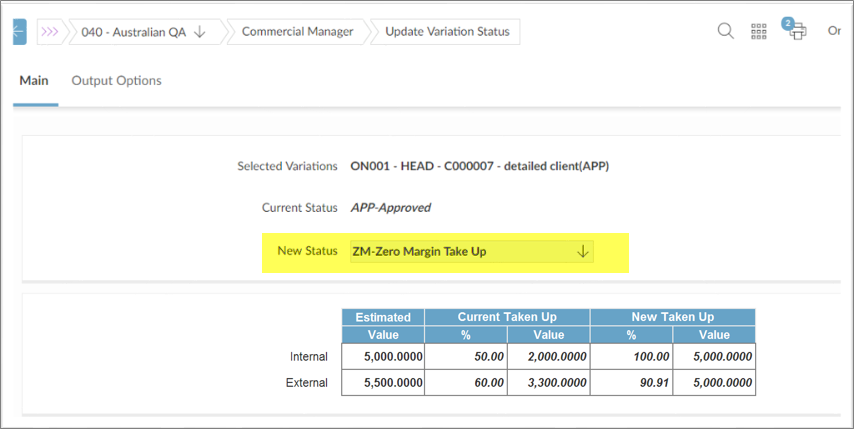 040 - Australian QA Commercial Manager Update Variation Status 2 Or
Main Output Options
Selected Variations ON001 - HEAD - C000007 - detailed client(APP)
Current Status APP-Approved
New Status ZM-Zero Margin Take Up
Estimated Current Taken Up New Taken Up
Value % Value % Value
Internal 5,000.0000 50.00 2,000.0000 100.00 5,000.0000
External 5,500.0000 60.00 3,300.0000 90.91 5,000.0000